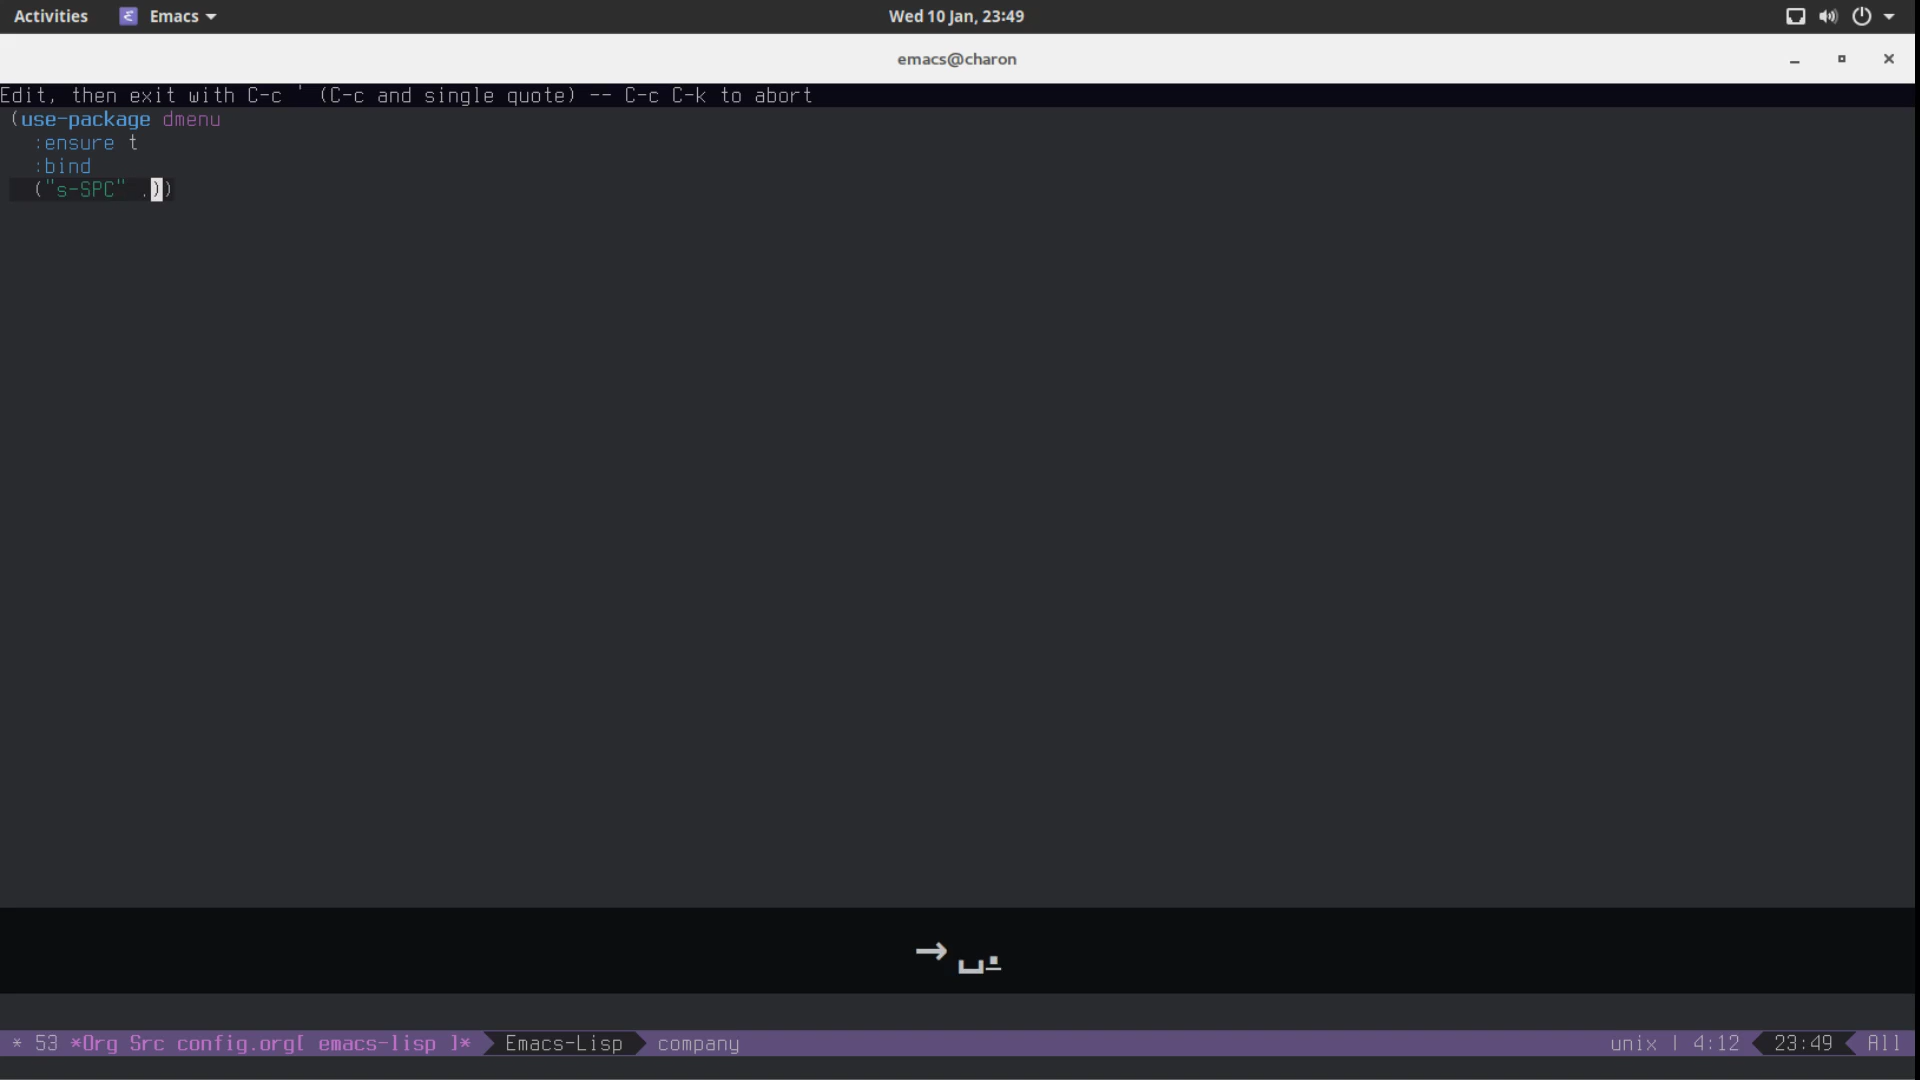 Activities Emacs Wed 10 Jan, 23:49
emacs@charon
Edit, then exit with C-c ' (C-c and single quote) -- C-c C-k to abort
(use-package dmenu
:ensure t
:bind
("s-SPC" .))
→ ␣.
* 53 *Org Src config.org[ emacs-lisp ]* Emacs-Lisp company unix | 4:12 23:49 All